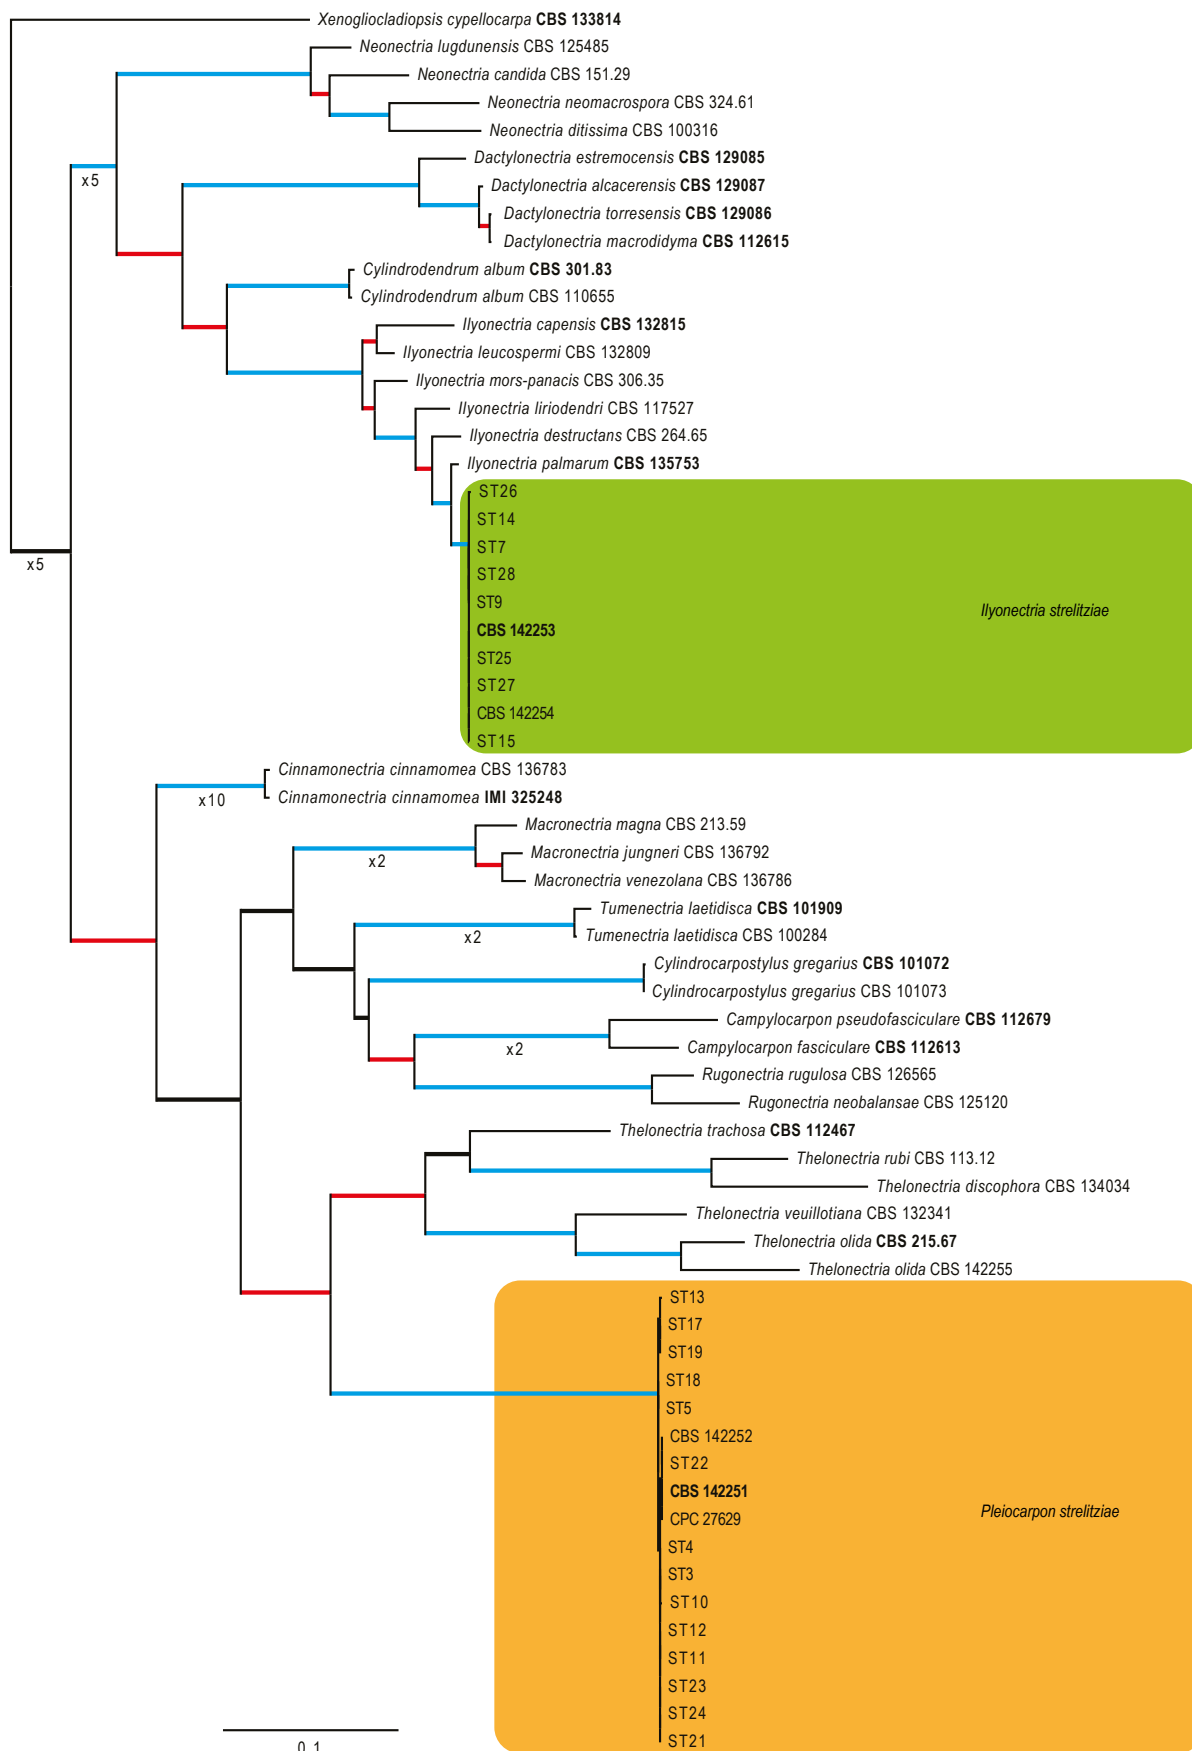 Xenogliocladiopsis cypellocarpa CBS 133814
Neonectria lugdunensis CBS 125485
Neonectria candida CBS 151.29
Neonectria neomacrospora CBS 324.61
Neonectria ditissima CBS 100316
Dactylonectria estremocensis CBS 129085
x5
Dactylonectria alcacerensis CBS 129087
Dactylonectria torresensis CBS 129086
Dactylonectria macrodidyma CBS 112615
Cylindrodendrum album CBS 301.83
Cylindrodendrum album CBS 110655
Ilyonectria capensis CBS 132815
Ilyonectria leucospermi CBS 132809
Ilyonectria mors-panacis CBS 306.35
Ilyonectria liriodendri CBS 117527
Ilyonectria destructans CBS 264.65
Ilyonectria palmarum CBS 135753
ST26
ST14
ST7
x5
ST28
ST9
Ilyonectria strelitziae
CBS 142253
ST25
ST27
CBS 142254
ST15
Cinnamonectria cinnamomea CBS 136783
x10
Cinnamonectria cinnamomea IMI 325248
Macronectria magna CBS 213.59
Macronectria jungneri CBS 136792
x2
Macronectria venezolana CBS 136786
Tumenectria laetidisca CBS 101909
x2
Tumenectria laetidisca CBS 100284
Cylindrocarpostylus gregarius CBS 101072
Cylindrocarpostylus gregarius CBS 101073
Campylocarpon pseudofasciculare CBS 112679
x2
Campylocarpon fasciculare CBS 112613
Rugonectria rugulosa CBS 126565
Rugonectria neobalansae CBS 125120
Thelonectria trachosa CBS 112467
Thelonectria rubi CBS 113.12
Thelonectria discophora CBS 134034
Thelonectria veuillotiana CBS 132341
Thelonectria olida CBS 215.67
Thelonectria olida CBS 142255
ST13
ST17
ST19
ST18
ST5
CBS 142252
ST22
CBS 142251
Pleiocarpon strelitziae
CPC 27629
ST4
ST3
ST10
ST12
ST11
ST23
ST24
ST21
0.1